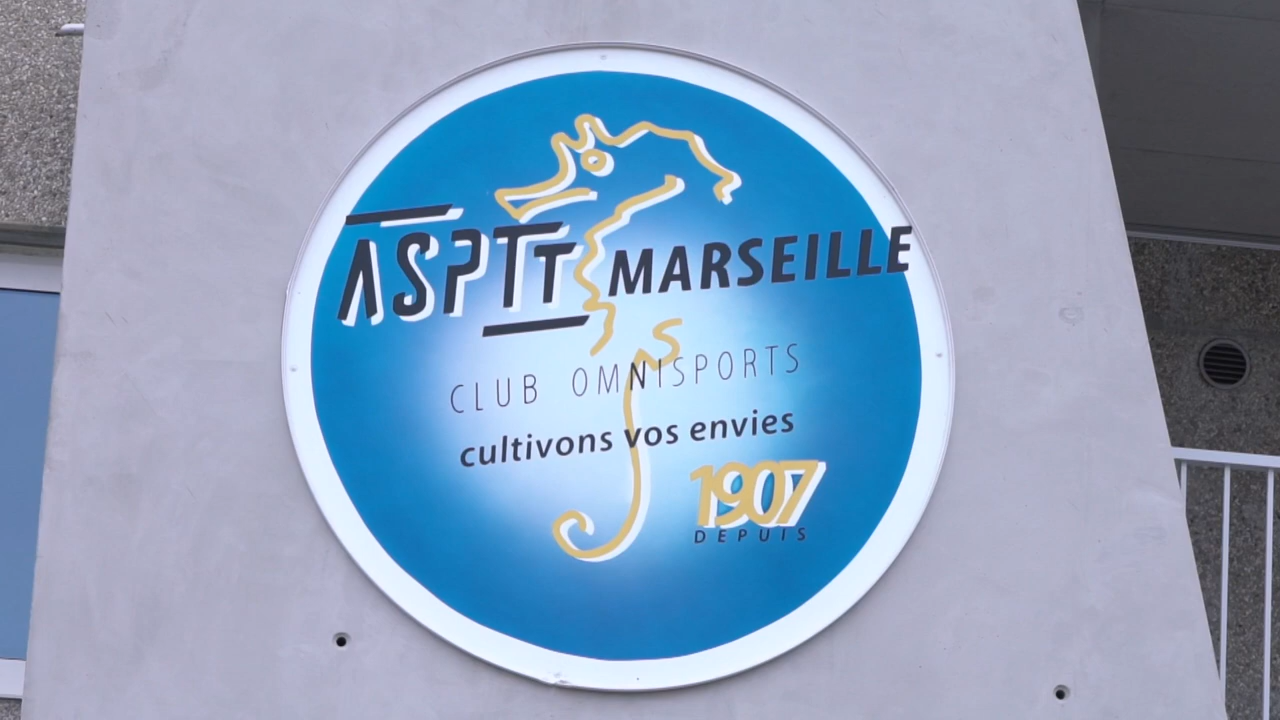 ASPTT MARSEILLE
CLUB OMNISPORTS
cultivons vos envies
1907
DEPUIS